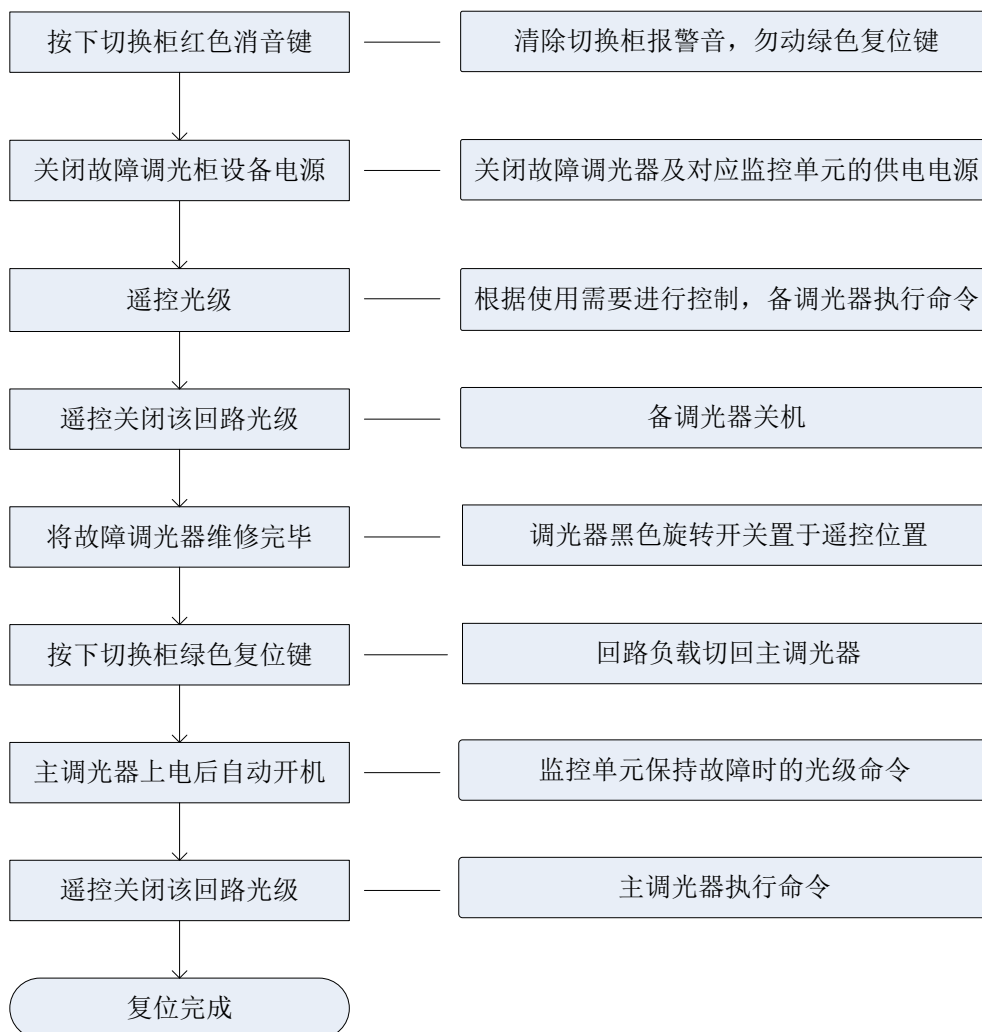 按下切换柜红色消音键
清除切换柜报警音，勿动绿色复位键
关闭故障调光柜设备电源
关闭故障调光器及对应监控单元的供电电源
遥控光级
根据使用需要进行控制，备调光器执行命令
遥控关闭该回路光级
备调光器关机
将故障调光器维修完毕
调光器黑色旋转开关置于遥控位置
按下切换柜绿色复位键
回路负载切回主调光器
主调光器上电后自动开机
监控单元保持故障时的光级命令
遥控关闭该回路光级
主调光器执行命令
复位完成